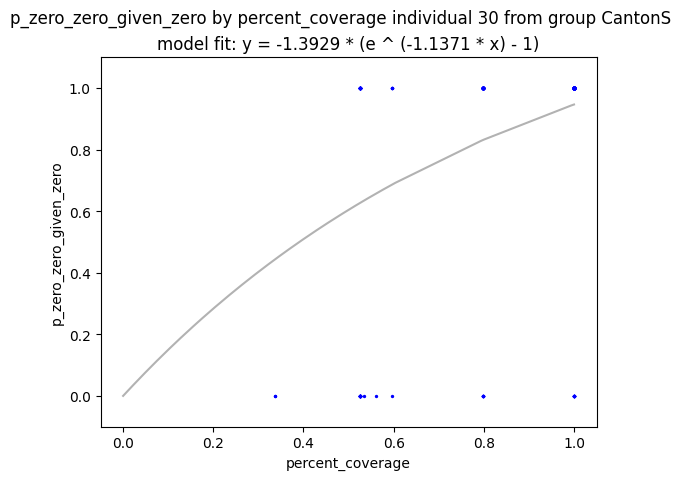 p_zero_zero_given_zero by percent_coverage individual 30 from group CantonS
model fit: y = -1.3929 * (e ^ (-1.1371 * x) - 1)
1.0
0.8
0.6
0.4
0.2
0.0
p_zero_zero_given_zero
0.0 0.2 0.4 0.6 0.8 1.0
percent_coverage